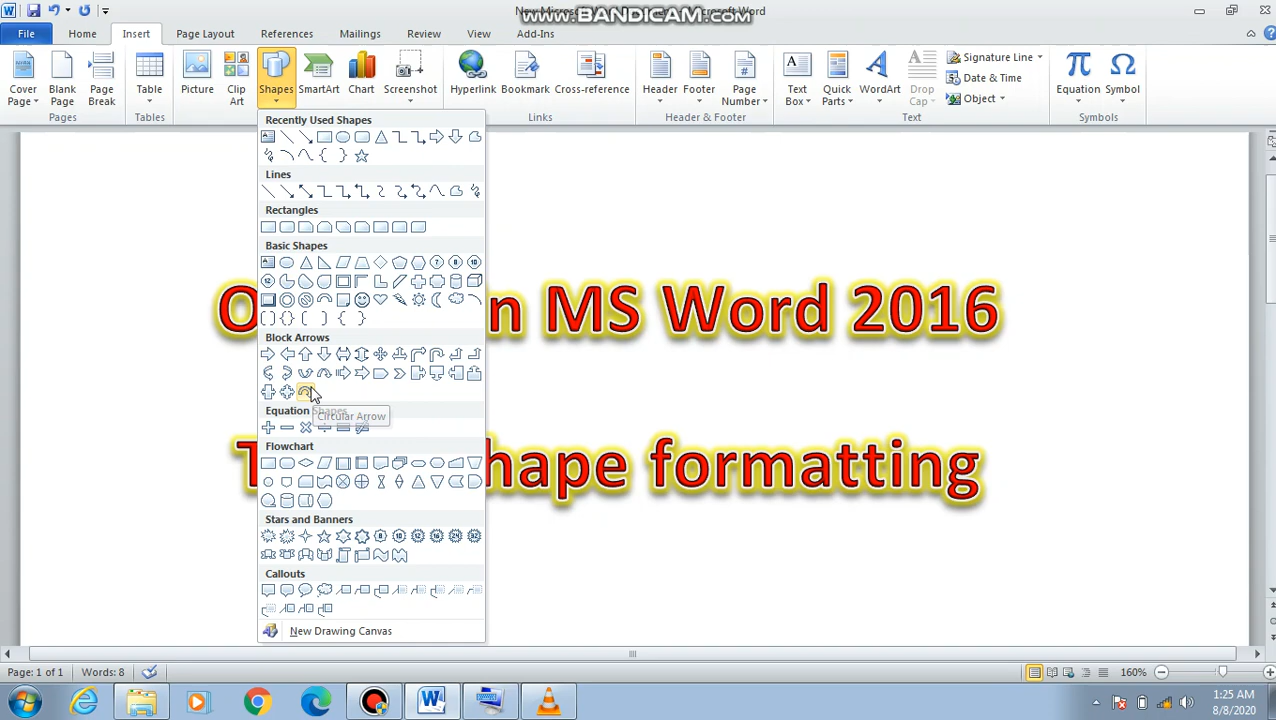 New Micros
Microsoft Word
www.BANDICAM.com
File
Home
Insert
Page Layout
References
Mailings
Review
View
Add-Ins
Cover Page
Blank Page
Page Break
Table
Picture
Clip Art
Shapes
SmartArt
Chart
Screenshot
Hyperlink
Bookmark
Cross-reference
Header
Footer
Page Number
Text Box
Quick Parts
WordArt
Drop Cap
Signature Line
Date & Time
Object
Equation
Symbol
Pages
Tables
Links
Header & Footer
Text
Symbols
Recently Used Shapes
Lines
Rectangles
Basic Shapes
Block Arrows
Circular Arrow
Equation Shapes
Flowchart
Stars and Banners
Callouts
New Drawing Canvas
O n MS Word 2016
T hape formatting
Page: 1 of 1
Words: 8
160%
1:25 AM
8/8/2020